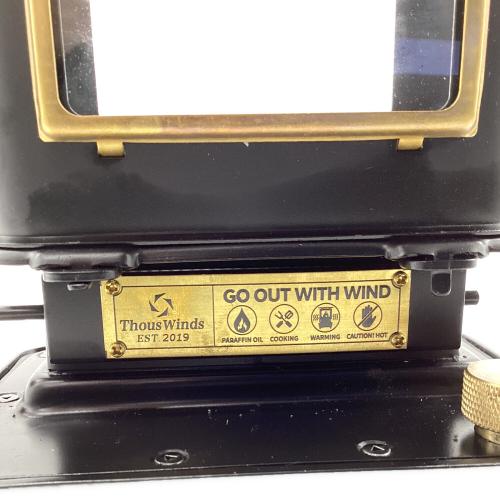 ThousWinds
EST. 2019
GO OUT WITH WIND
PARAFFIN OIL
COOKING
WARMING
CAUTION! HOT